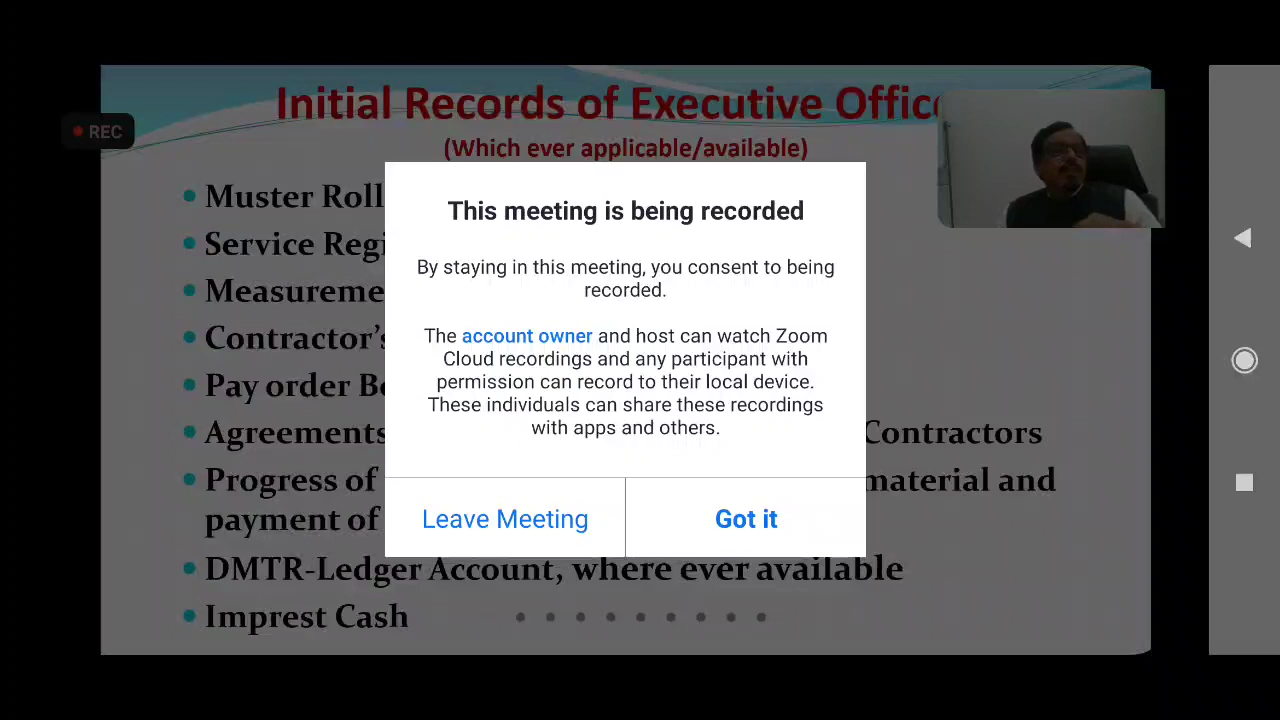 Initial Records of Executive Offic
REC
(Which ever applicable/available)
Muster Roll
Service Regi
Measureme
Contractor's
Pay order B
Agreements
Contractors
Progress of
material and
payment of
DMTR-Ledger Account, where ever available
Imprest Cash
This meeting is being recorded
By staying in this meeting, you consent to being
recorded.
The account owner and host can watch Zoom
Cloud recordings and any participant with
permission can record to their local device.
These individuals can share these recordings
with apps and others.
Leave Meeting
Got it